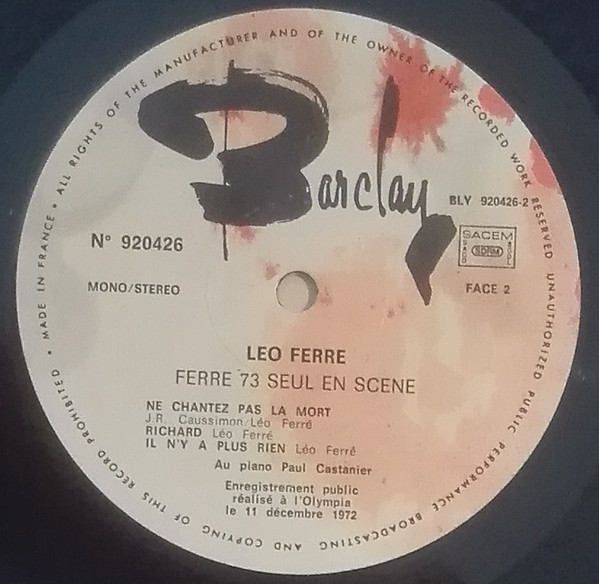 ALL RIGHTS OF THE MANUFACTURER AND OF THE OWNER OF THE RECORDED WORK RESERVED UNAUTHORIZED PUBLIC PERFORMANCE BROADCASTING AND COPYING OF THIS RECORD PROHIBITED • MADE IN FRANCE •
Barclay
BLY 920426-2
N° 920426
SACEM
SDRM
MONO/STEREO
FACE 2
LEO FERRE
FERRE 73 SEUL EN SCENE
NE CHANTEZ PAS LA MORT
J.R. Caussimon/Léo Ferré
RICHARD Léo Ferré
IL N'Y A PLUS RIEN Léo Ferré
Au piano Paul Castanier
Enregistrement public
réalisé à l'Olympia
le 11 décembre 1972